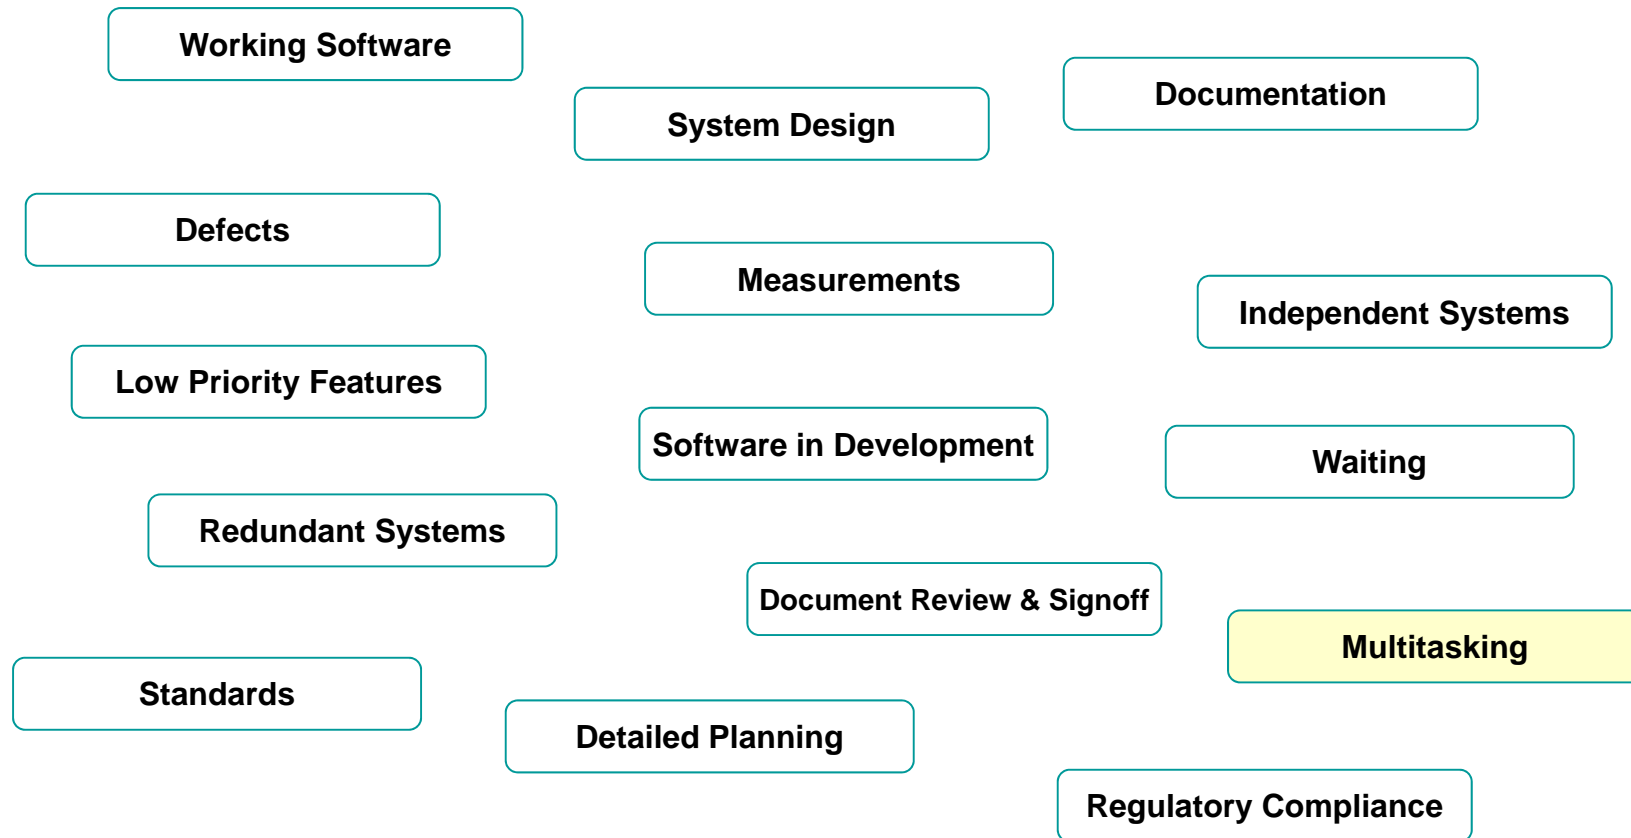 Working Software
System Design
Documentation
Defects
Measurements
Independent Systems
Low Priority Features
Software in Development
Waiting
Redundant Systems
Document Review & Signoff
Multitasking
Standards
Detailed Planning
Regulatory Compliance